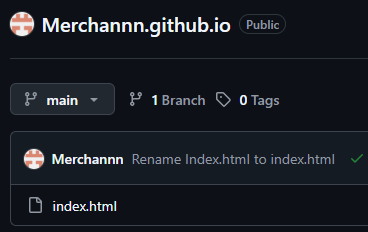 Merchannn.github.io Public
main 1 Branch 0 Tags
Merchannn Rename Index.html to index.html
index.html